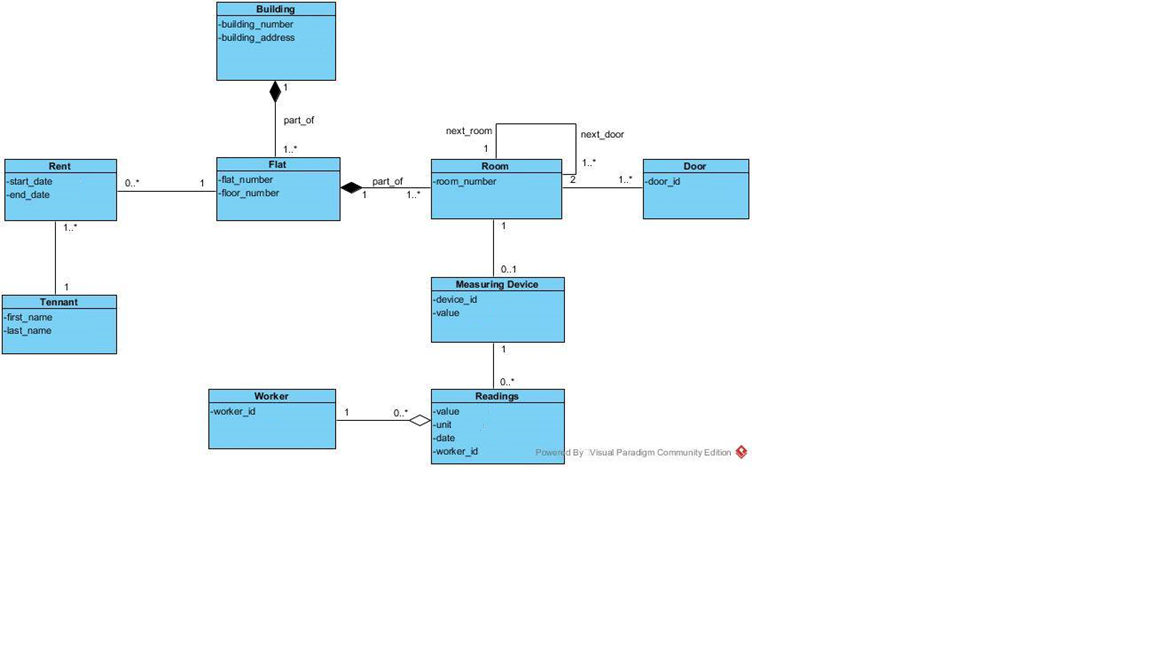 Building
-building_number
-building_address
1
part_of
1..*
next_room
next_door
1
1..*
Rent
-start_date
-end_date
0..*
1
Flat
-flat_number
-floor_number
part_of
1
1..*
Room
-room_number
2
1..*
Door
-door_id
1..*
1
1
0..1
Tennant
-first_name
-last_name
Measuring Device
-device_id
-value
1
0..*
Worker
-worker_id
1
0..*
Readings
-value
-unit
-date
-worker_id
Powered By Visual Paradigm Community Edition